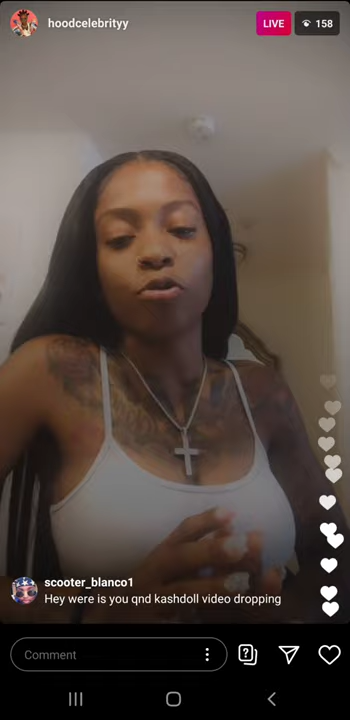 hoodcelebrityy
LIVE
158
scooter_blanco1
Hey were is you qnd kashdoll video dropping
Comment